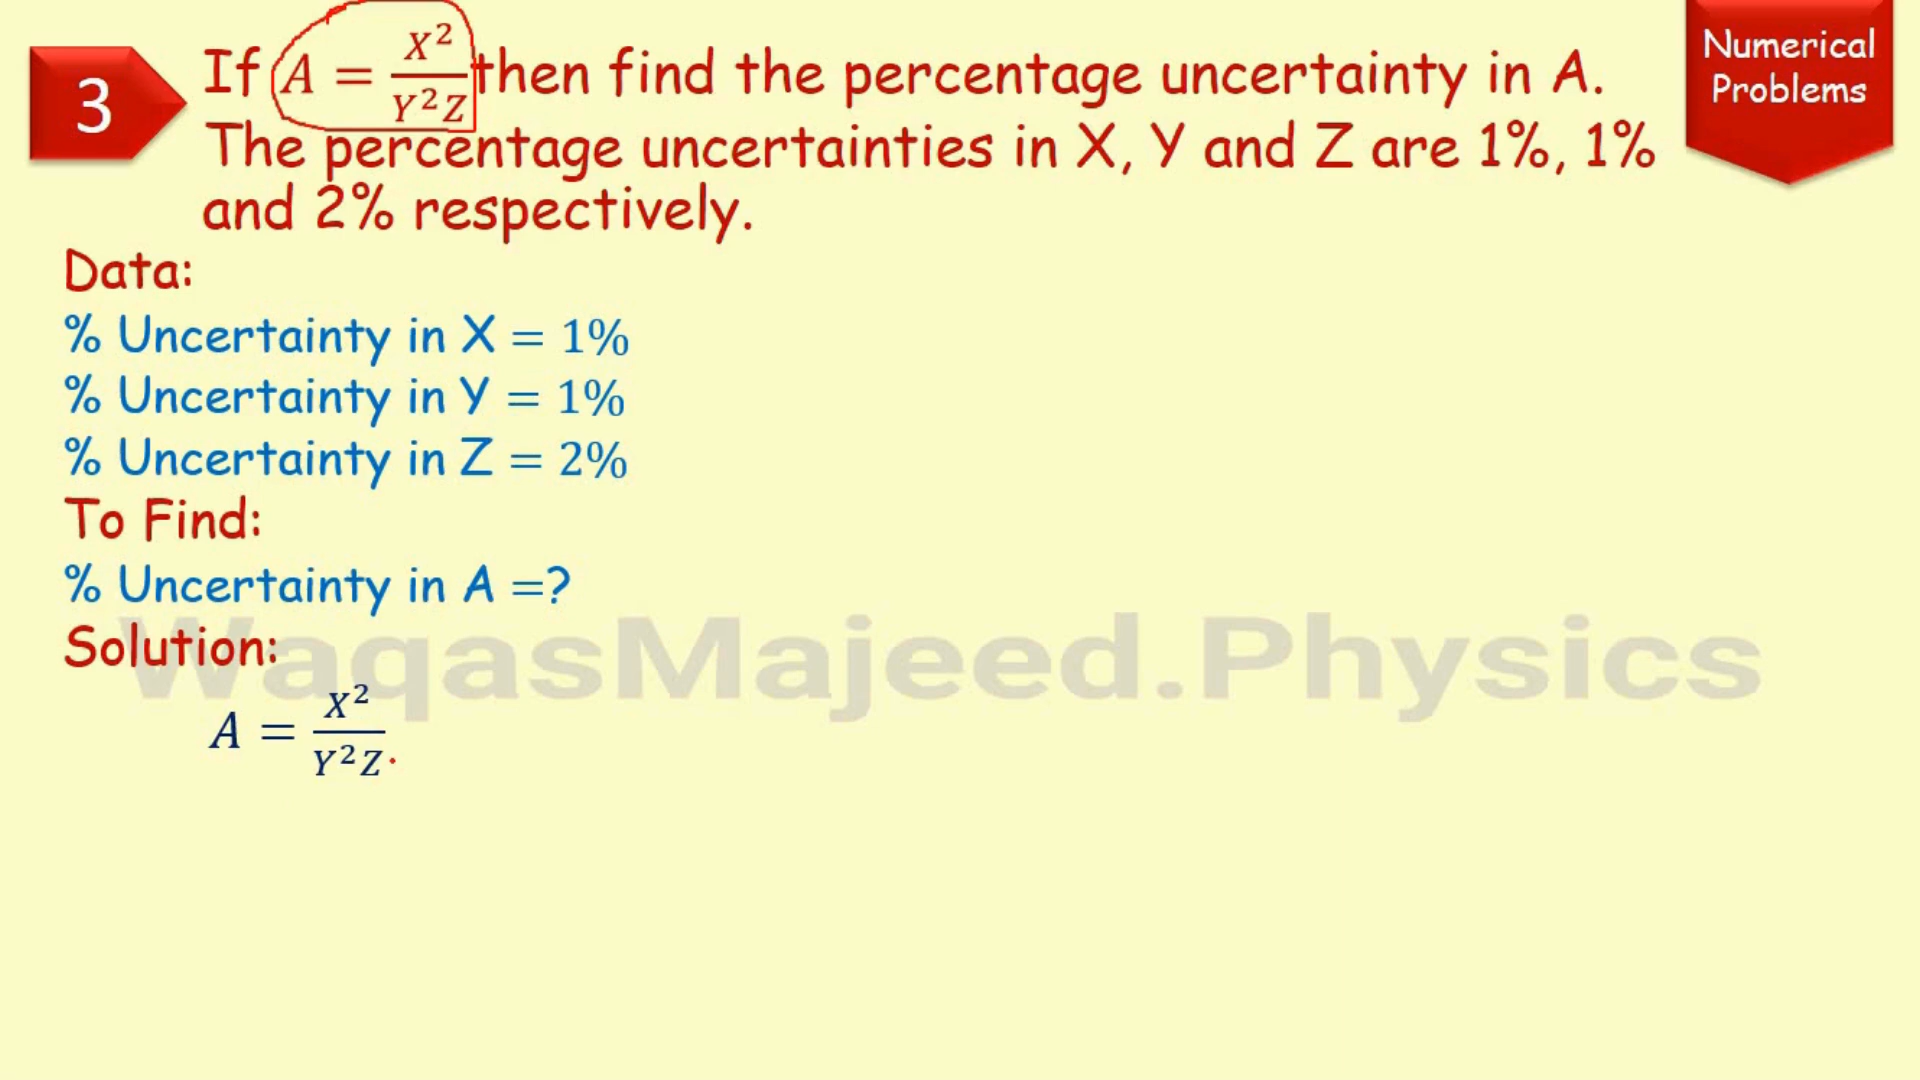 3
If A = X²/Y²Z then find the percentage uncertainty in A.
The percentage uncertainties in X, Y and Z are 1%, 1%
and 2% respectively.
Numerical
Problems
Data:
% Uncertainty in X = 1%
% Uncertainty in Y = 1%
% Uncertainty in Z = 2%
To Find:
% Uncertainty in A =?
Solution:
WaqasMajeed.Physics
A = X²/Y²Z